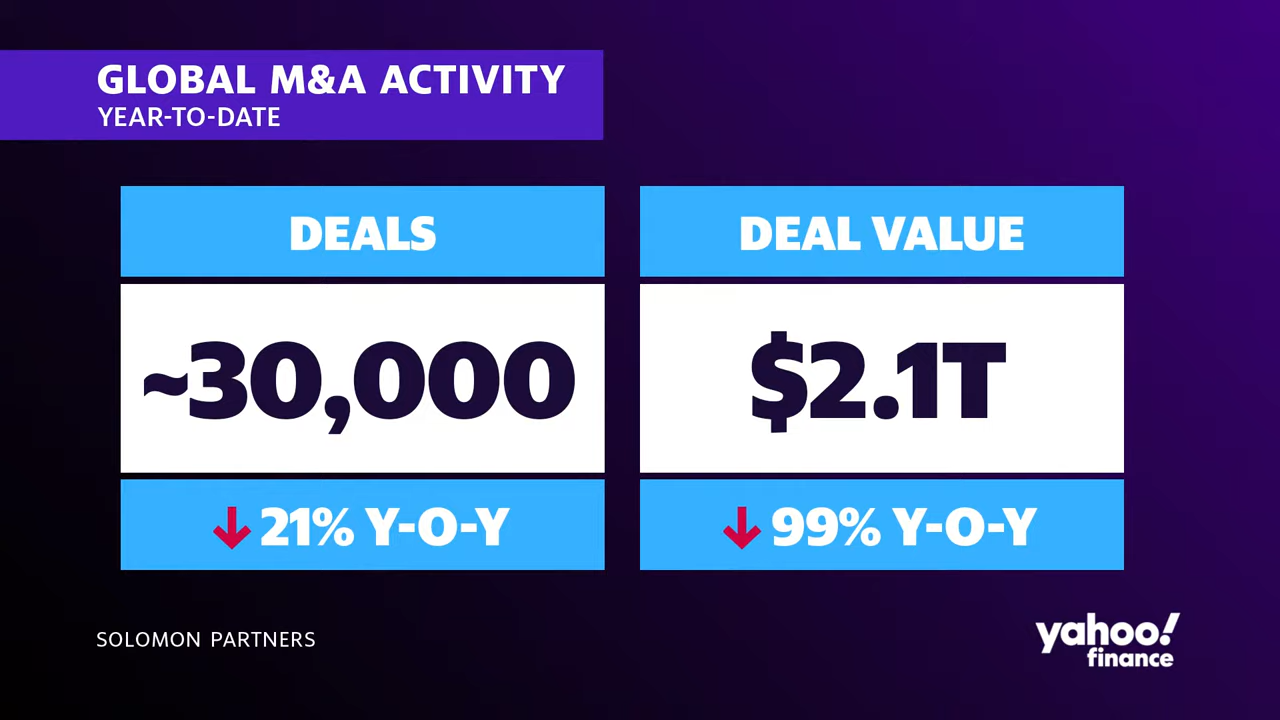 GLOBAL M&A ACTIVITY
YEAR-TO-DATE
DEALS
~30,000
↓ 21% Y-O-Y
DEAL VALUE
$2.1T
↓ 99% Y-O-Y
SOLOMON PARTNERS
yahoo!
finance